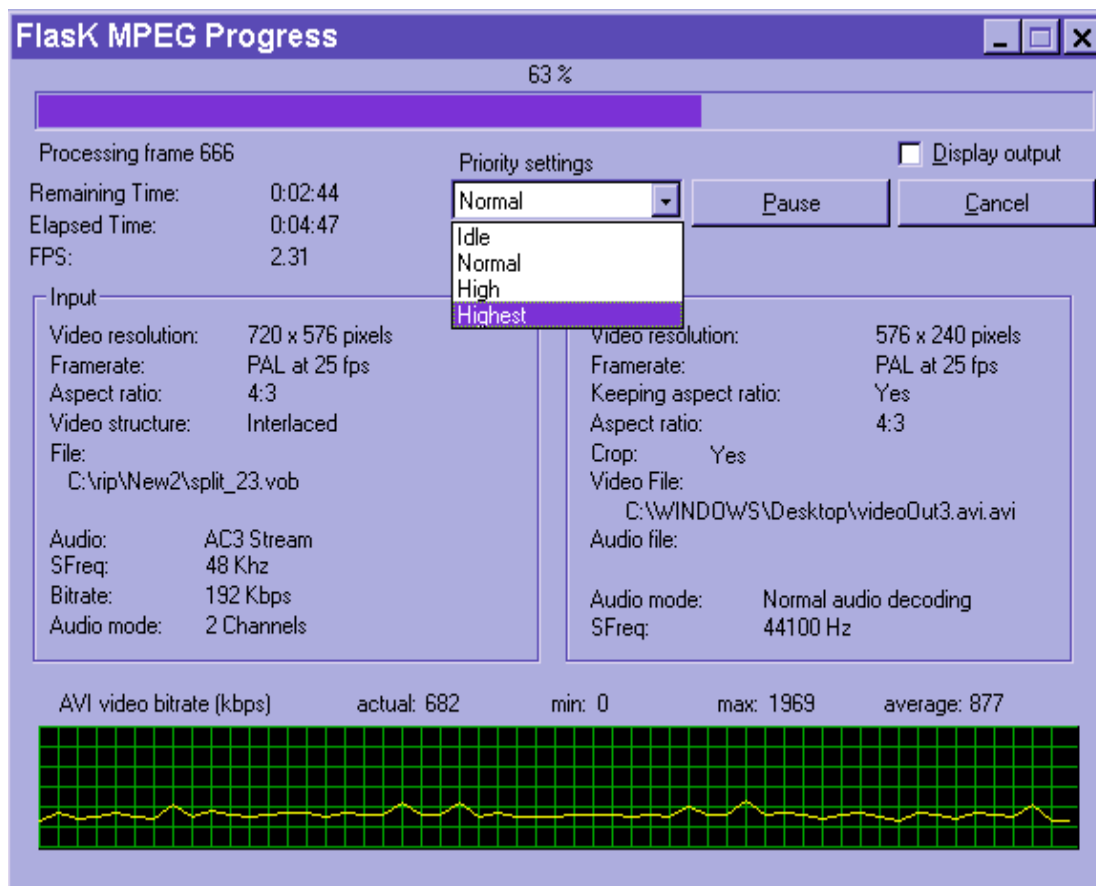 FlasK MPEG Progress
63 %
Processing frame 666
Display output
Priority settings
Remaining Time: 0:02:44
Normal
Pause
Cancel
Elapsed Time: 0:04:47
FPS: 2.31
Idle
Normal
High
Highest
Input
Video resolution: 720 x 576 pixels
Framerate: PAL at 25 fps
Aspect ratio: 4:3
Video structure: Interlaced
File:
C:\rip\New2\split_23.vob
Audio: AC3 Stream
SFreq: 48 Khz
Bitrate: 192 Kbps
Audio mode: 2 Channels
Video resolution: 576 x 240 pixels
Framerate: PAL at 25 fps
Keeping aspect ratio: Yes
Aspect ratio: 4:3
Crop: Yes
Video File:
C:\WINDOWS\Desktop\videoOut3.avi.avi
Audio file:
Audio mode: Normal audio decoding
SFreq: 44100 Hz
AVI video bitrate (kbps) actual: 682 min: 0 max: 1969 average: 877